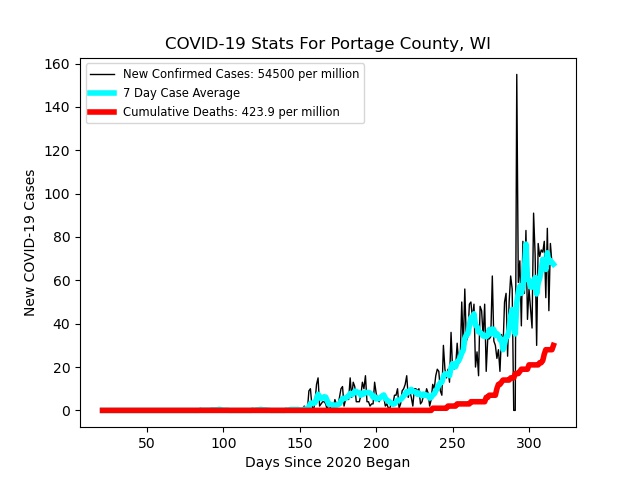 COVID-19 Stats For Portage County, WI
New Confirmed Cases: 54500 per million
7 Day Case Average
Cumulative Deaths: 423.9 per million
New COVID-19 Cases
160
140
120
100
80
60
40
20
0
50 100 150 200 250 300
Days Since 2020 Began